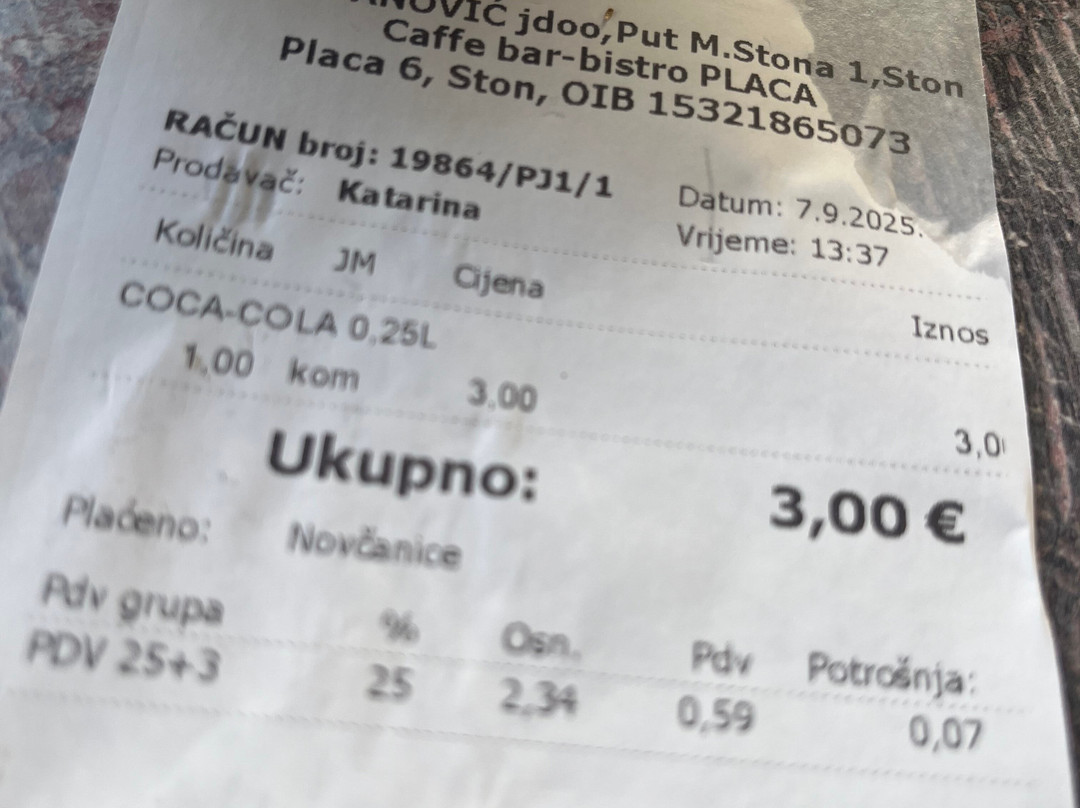 ANOVIĆ jdoo,Put M.Stona 1,Ston
Caffe bar-bistro PLACA
Placa 6, Ston, OIB 15321865073
RAČUN broj: 19864/PJ1/1 Datum: 7.9.2025.
Prodavač: Katarina Vrijeme: 13:37
Količina JM Cijena Iznos
COCA-COLA 0,25L
1,00 kom 3,00 3,0
Ukupno: 3,00 €
Plaćeno: Novčanice
Pdv grupa % Osn. Pdv Potrošnja:
PDV 25+3 25 2,34 0,59 0,07